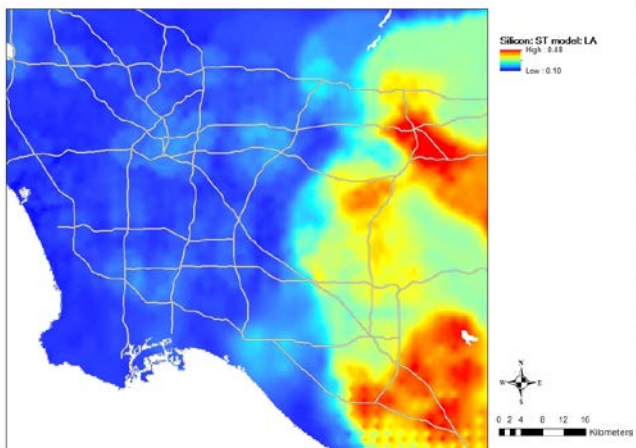 Silicon: ST model: LA
High : 0.48
Low : 0.10
N
W E
S
0 2 4 8 12 16
Kilometers